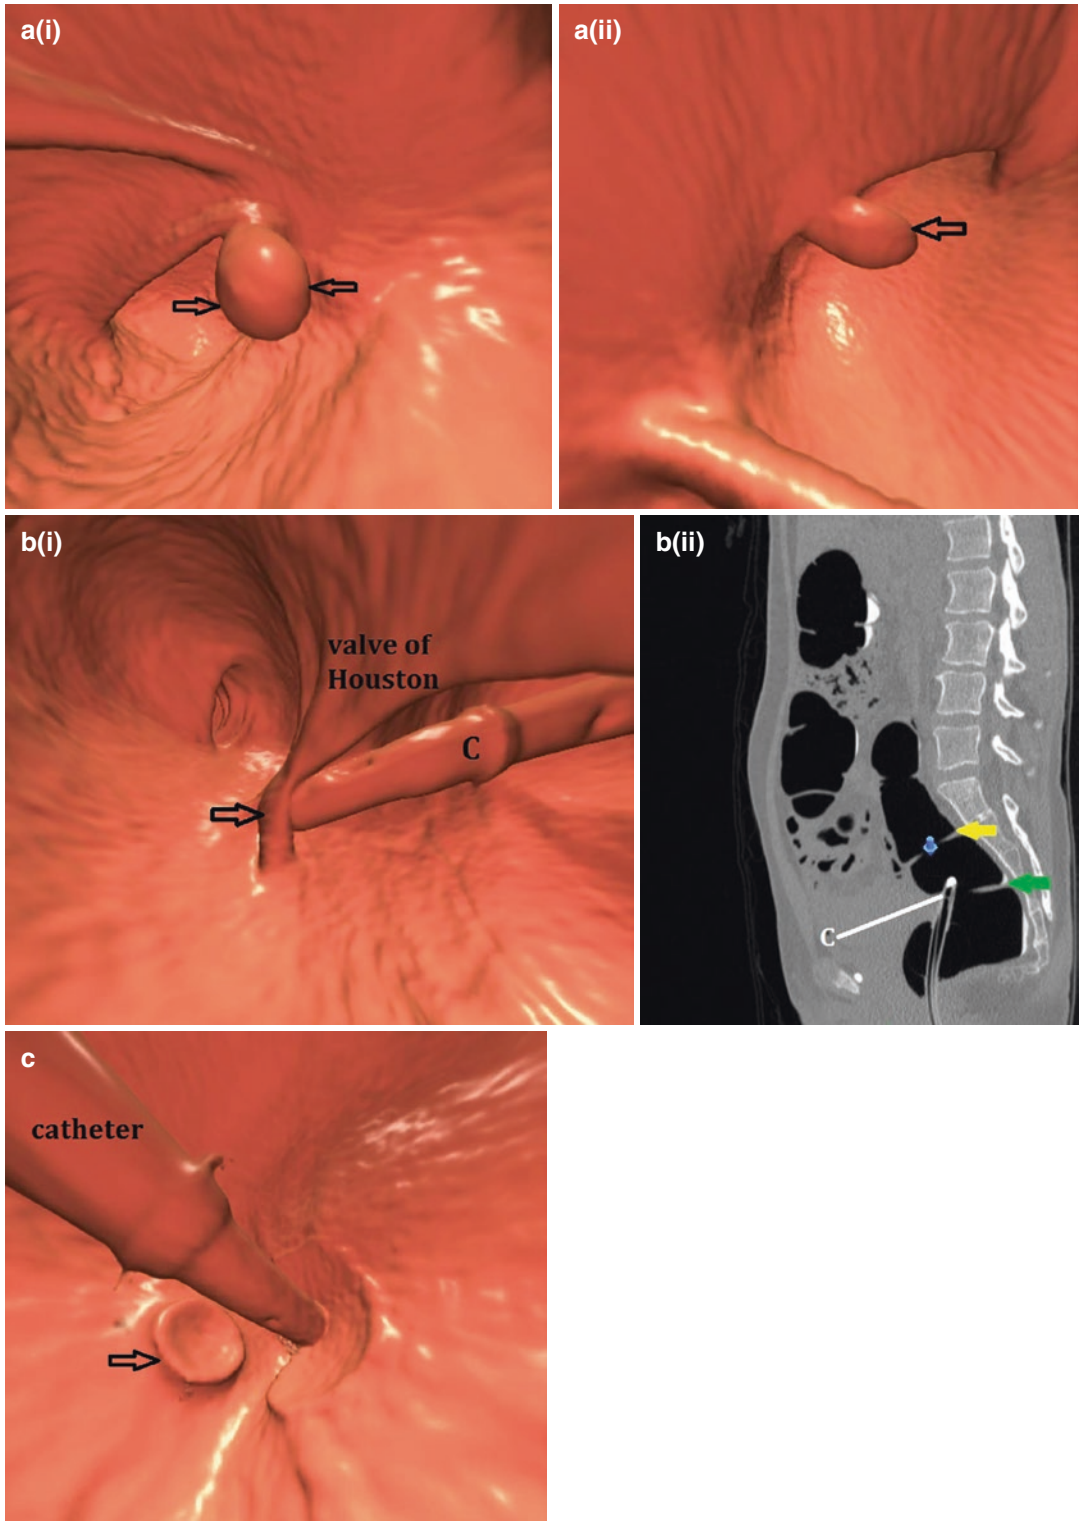 a(i)
a(ii)
b(i)
valve of
Houston
C
b(ii)
C
c
catheter